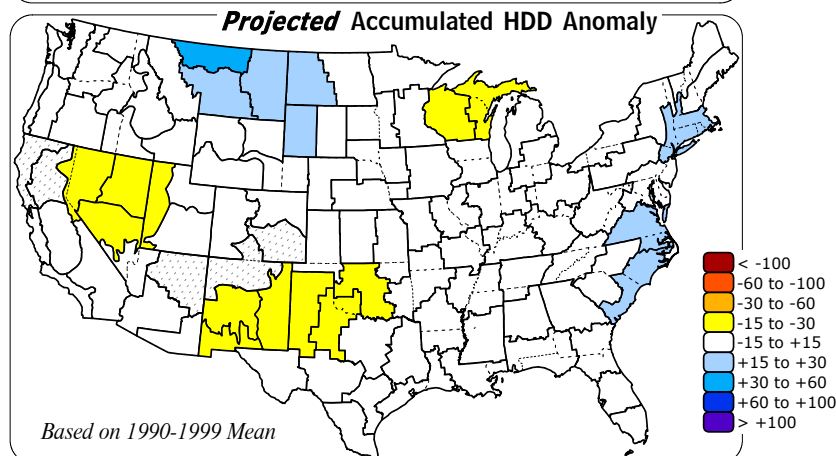 Projected Accumulated HDD Anomaly
< -100
-60 to -100
-30 to -60
-15 to -30
-15 to +15
+15 to +30
+30 to +60
+60 to +100
> +100
Based on 1990-1999 Mean